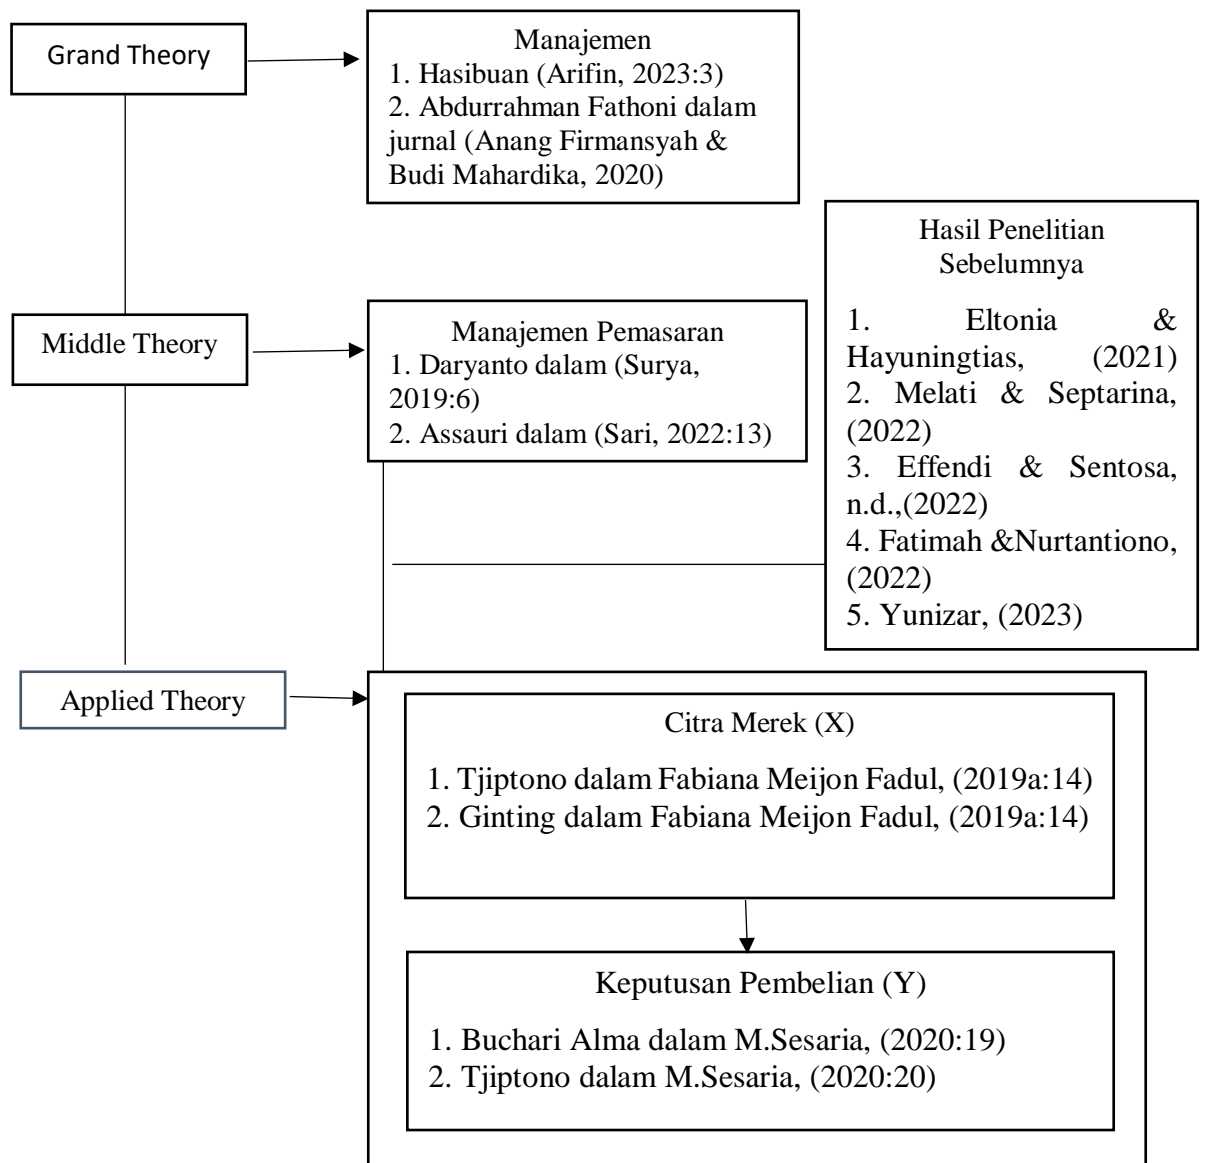 Grand Theory
Manajemen
1. Hasibuan (Arifin, 2023:3)
2. Abdurrahman Fathoni dalam
jurnal (Anang Firmansyah &
Budi Mahardika, 2020)
Hasil Penelitian
Sebelumnya
1. Eltonia &
Hayuningtias, (2021)
2. Melati & Septarina,
(2022)
3. Effendi & Sentosa,
n.d.,(2022)
4. Fatimah &Nurtantiono,
(2022)
5. Yunizar, (2023)
Middle Theory
Manajemen Pemasaran
1. Daryanto dalam (Surya,
2019:6)
2. Assauri dalam (Sari, 2022:13)
Applied Theory
Citra Merek (X)
1. Tjiptono dalam Fabiana Meijon Fadul, (2019a:14)
2. Ginting dalam Fabiana Meijon Fadul, (2019a:14)
Keputusan Pembelian (Y)
1. Buchari Alma dalam M.Sesaria, (2020:19)
2. Tjiptono dalam M.Sesaria, (2020:20)